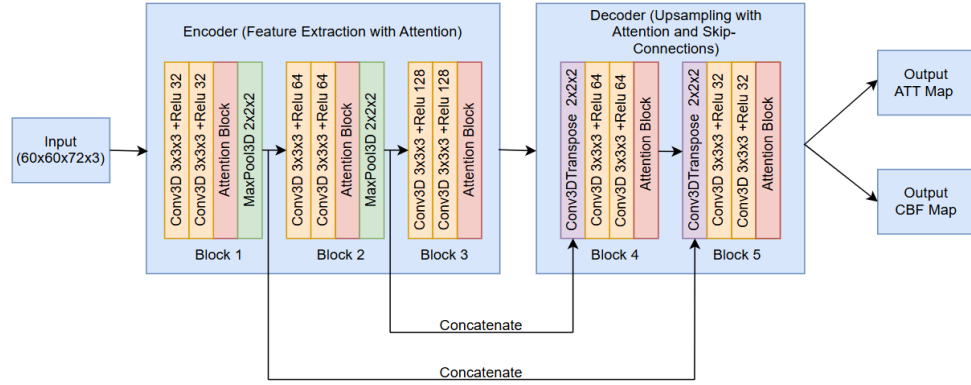 Encoder (Feature Extraction with Attention)
Decoder (Upsampling with
Attention and Skip-
Connections)
Input
(60x60x72x3)
Conv3D 3x3x3 +Relu 32
Conv3D 3x3x3 +Relu 32
Attention Block
MaxPool3D 2x2x2
Block 1
Conv3D 3x3x3 +Relu 64
Conv3D 3x3x3 +Relu 64
Attention Block
MaxPool3D 2x2x2
Block 2
Conv3D 3x3x3 +Relu 128
Conv3D 3x3x3 +Relu 128
Attention Block
Block 3
Conv3DTranspose 2x2x2
Conv3D 3x3x3 +Relu 64
Conv3D 3x3x3 +Relu 64
Attention Block
Block 4
Conv3DTranspose 2x2x2
Conv3D 3x3x3 +Relu 32
Conv3D 3x3x3 +Relu 32
Attention Block
Block 5
Output
ATT Map
Output
CBF Map
Concatenate
Concatenate